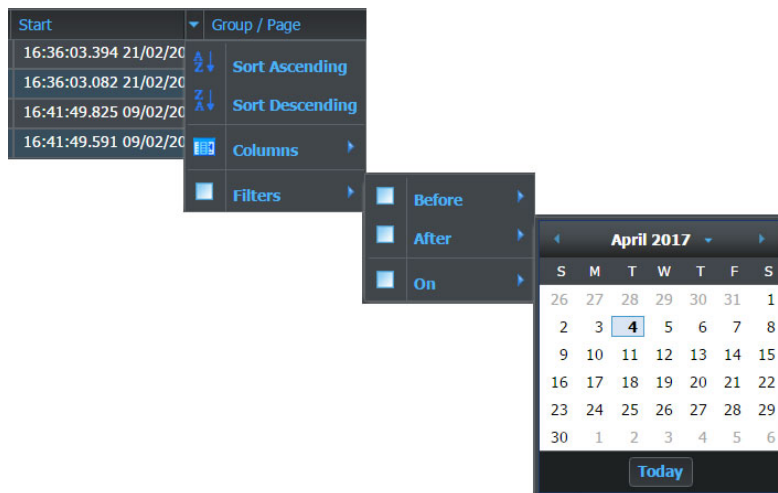 Start Group / Page
16:36:03.394 21/02/20
16:36:03.082 21/02/20
16:41:49.825 09/02/20
16:41:49.591 09/02/20
A Z Sort Ascending
Z A Sort Descending
Columns
Filters
Before
After
On
April 2017
S M T W T F S
26 27 28 29 30 31 1
2 3 4 5 6 7 8
9 10 11 12 13 14 15
16 17 18 19 20 21 22
23 24 25 26 27 28 29
30 1 2 3 4 5 6
Today